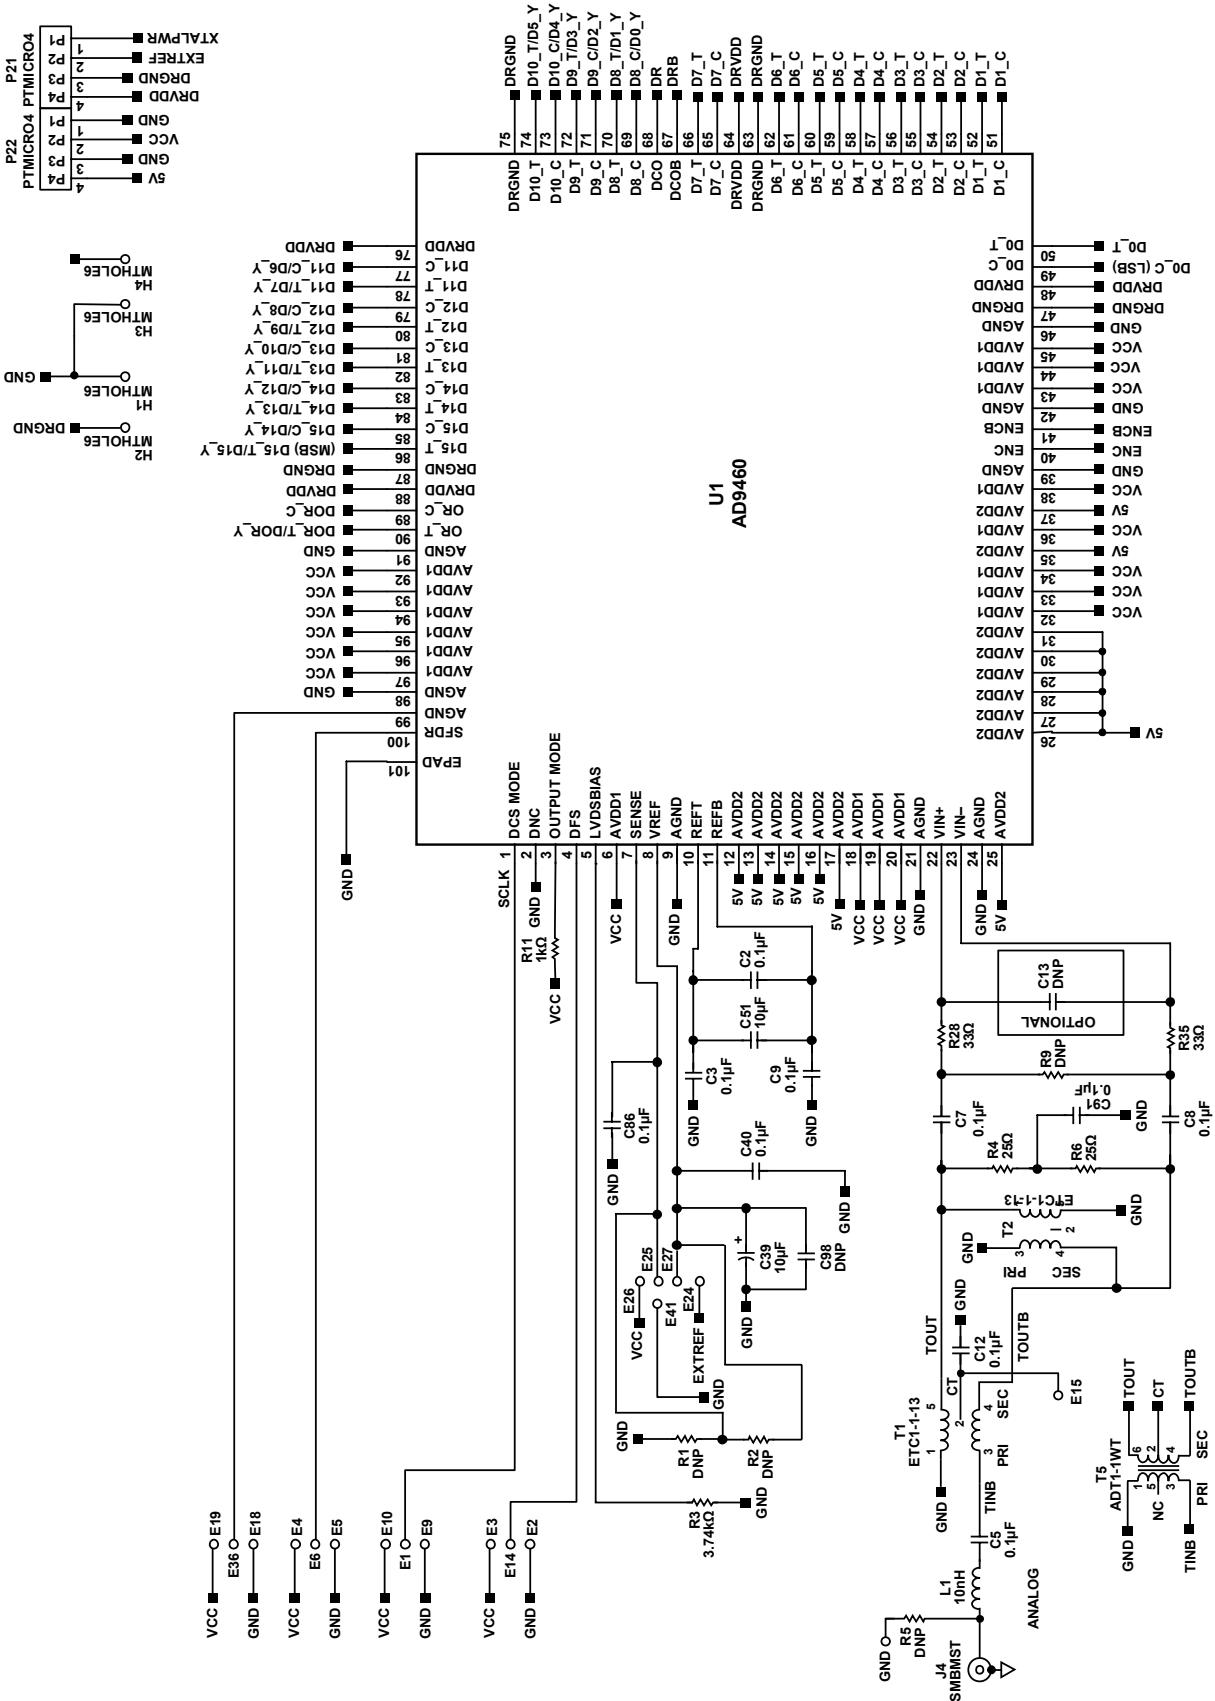 P21
PTMICRO4
P1
P2
P3
P4
1
2
3
4
XTALPWR
EXTREF
DRGND
DRVDD
P22
PTMICRO4
P1
P2
P3
P4
1
2
3
4
GND
VCC
GND
5V
MTHOLE6
H4
MTHOLE6
H3
GND
MTHOLE6
H1
DRGND
MTHOLE6
H2
DRGND 75 DRGND
D10_T/D5_Y 74 D10_T
D10_C/D4_Y 73 D10_C
D9_T/D3_Y 72 D9_T
D9_C/D2_Y 71 D9_C
D8_T/D1_Y 70 D8_T
D8_C/D0_Y 69 D8_C
DR 68 DCO
DRB 67 DCOB
D7_T 66 D7_T
D7_C 65 D7_C
DRVDD 64 DRVDD
DRGND 63 DRGND
D6_T 62 D6_T
D6_C 61 D6_C
D5_T 60 D5_T
D5_C 59 D5_C
D4_T 58 D4_T
D4_C 57 D4_C
D3_T 56 D3_T
D3_C 55 D3_C
D2_T 54 D2_T
D2_C 53 D2_C
D1_T 52 D1_T
D1_C 51 D1_C
DRVDD 76 DRVDD
D11_C/D6_Y 77 D11_C
D11_T/D7_Y 78 D11_T
D12_C/D8_Y 79 D12_C
D12_T/D9_Y 80 D12_T
D13_C/D10_Y 81 D13_C
D13_T/D11_Y 82 D13_T
D14_C/D12_Y 83 D14_C
D14_T/D13_Y 84 D14_T
D15_C/D14_Y 85 D15_C
(MSB) D15_T/D15_Y 86 D15_T
DRGND 87 DRGND
DRVDD 88 DRVDD
DOR_C 89 OR_C
DOR_T/DOR_Y 90 OR_T
GND 91 AGND
VCC 92 AVDD1
VCC 93 AVDD1
VCC 94 AVDD1
VCC 95 AVDD1
VCC 96 AVDD1
VCC 97 AVDD1
GND 98 AGND
99 AGND
100 SFDR
101 EPAD
GND
U1
AD9460
D0_T 50 D0_T
D0_C 49 D0_C (LSB)
DRVDD 48 DRVDD
DRGND 47 DRGND
AGND 46 GND
AVDD1 45 VCC
AVDD1 44 VCC
AVDD1 43 VCC
AGND 42 GND
ENCB 41 ENCB
ENC 40 ENC
AGND 39 GND
AVDD1 38 VCC
AVDD2 37 5V
AVDD1 36 VCC
AVDD2 35 5V
AVDD1 34 VCC
AVDD1 33 VCC
AVDD1 32 VCC
AVDD2 31
AVDD2 30
AVDD2 29
AVDD2 28
AVDD2 27
AVDD2 26
5V
DCS MODE 1 SCLK
DNC 2 GND
OUTPUT MODE 3
DFS 4
LVDSBIAS 5
AVDD1 6 VCC
SENSE 7
VREF 8
AGND 9 GND
REFT 10
REFB 11
AVDD2 12 5V
AVDD2 13 5V
AVDD2 14 5V
AVDD2 15 5V
AVDD2 16 5V
AVDD2 17 5V
AVDD1 18 VCC
AVDD1 19 VCC
AVDD1 20 VCC
AGND 21 GND
VIN+ 22
VIN– 23
AGND 24 GND
AVDD2 25 5V
R11
1kΩ
VCC
C86
0.1µF
GND
C3
0.1µF
GND
C2
0.1µF
C51
10µF
C9
0.1µF
GND
C40
0.1µF
GND
C39
10µF
+
C98
DNP
GND
E25
E27
E26
VCC
E41
E24
EXTREF
GND
GND
R1
DNP
R2
DNP
R3
3.74kΩ
GND
VCC E19
E36
GND E18
VCC E4
E6
GND E5
VCC E10
E1
GND E9
VCC E3
E14
GND E2
C13
DNP
OPTIONAL
R28
33Ω
R35
33Ω
R9
DNP
0.1µF
C91
GND
C7
0.1µF
C8
0.1µF
R4
25Ω
R6
25Ω
ETC1-1-13
T2
1
5
2
3
4
GND
GND
PRI
SEC
TOUT
TOUTB
GND
C12
0.1µF
CT
E15
T1
ETC1-1-13
5
1
2
4
3
SEC
PRI
GND
TINB
C5
0.1µF
L1
10nH
ANALOG
GND
R5
DNP
J4
SMBMST
T5
ADT1-1WT
TOUT
CT
TOUTB
6
2
4
1
5
3
SEC
PRI
GND
NC
TINB